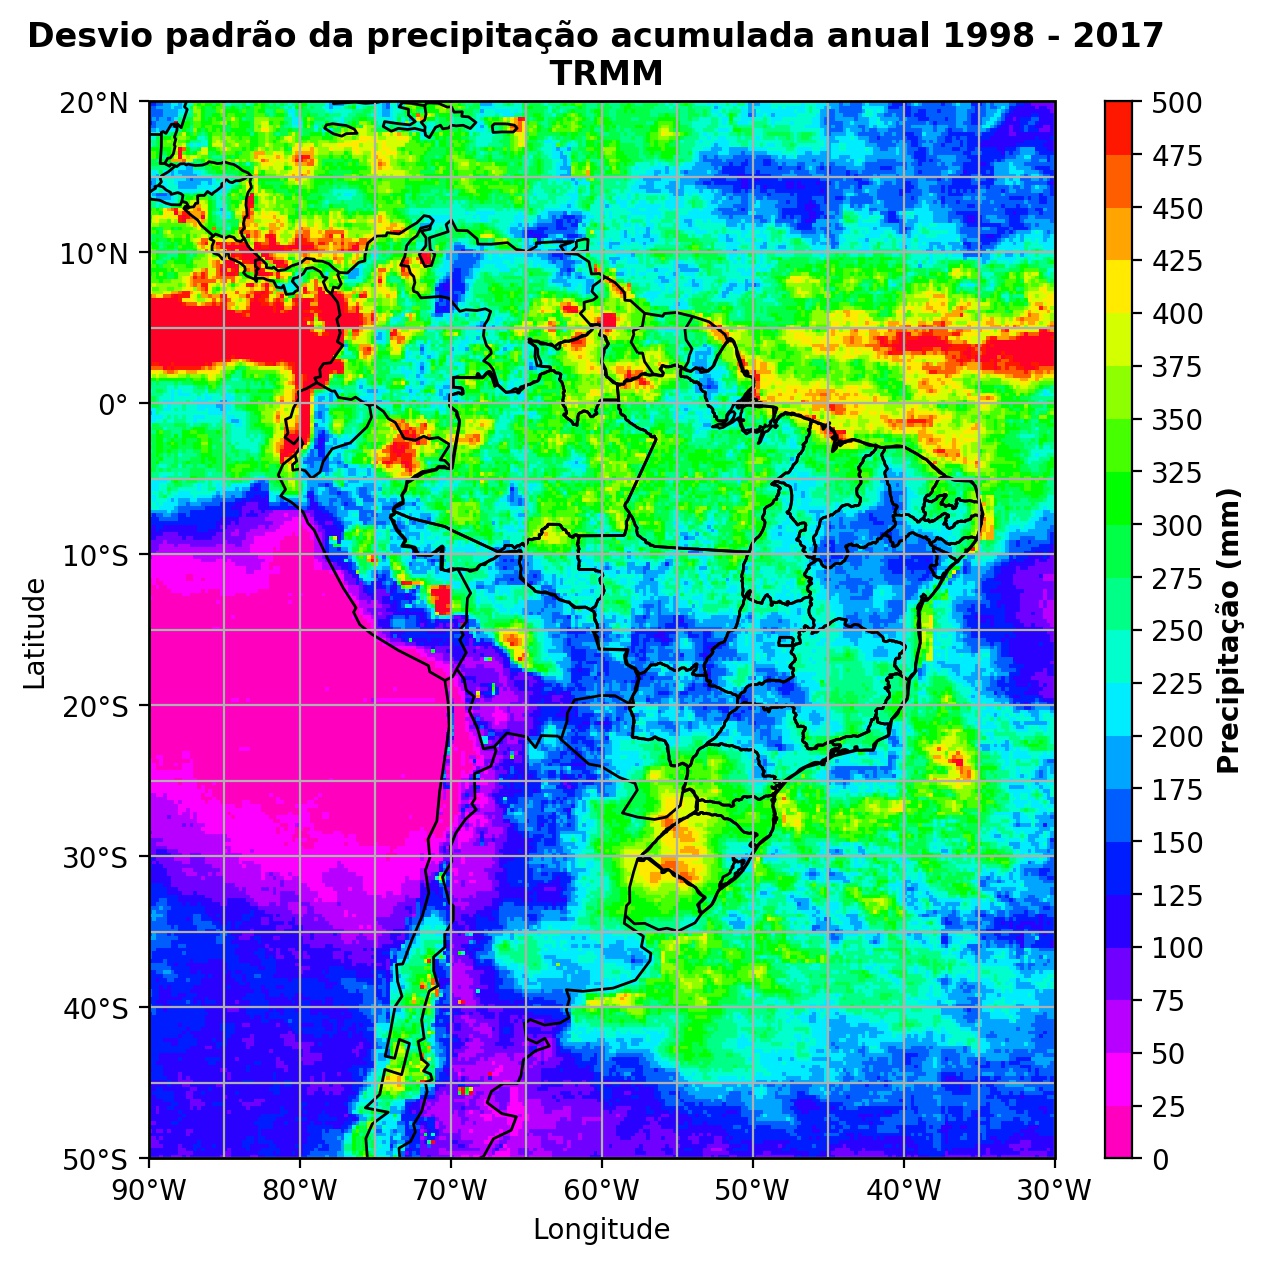 Desvio padrão da precipitação acumulada anual 1998 - 2017
TRMM
20°N
10°N
0°
10°S
20°S
30°S
40°S
50°S
Latitude
90°W 80°W 70°W 60°W 50°W 40°W 30°W
Longitude
500
475
450
425
400
375
350
325
300
275
250
225
200
175
150
125
100
75
50
25
0
Precipitação (mm)